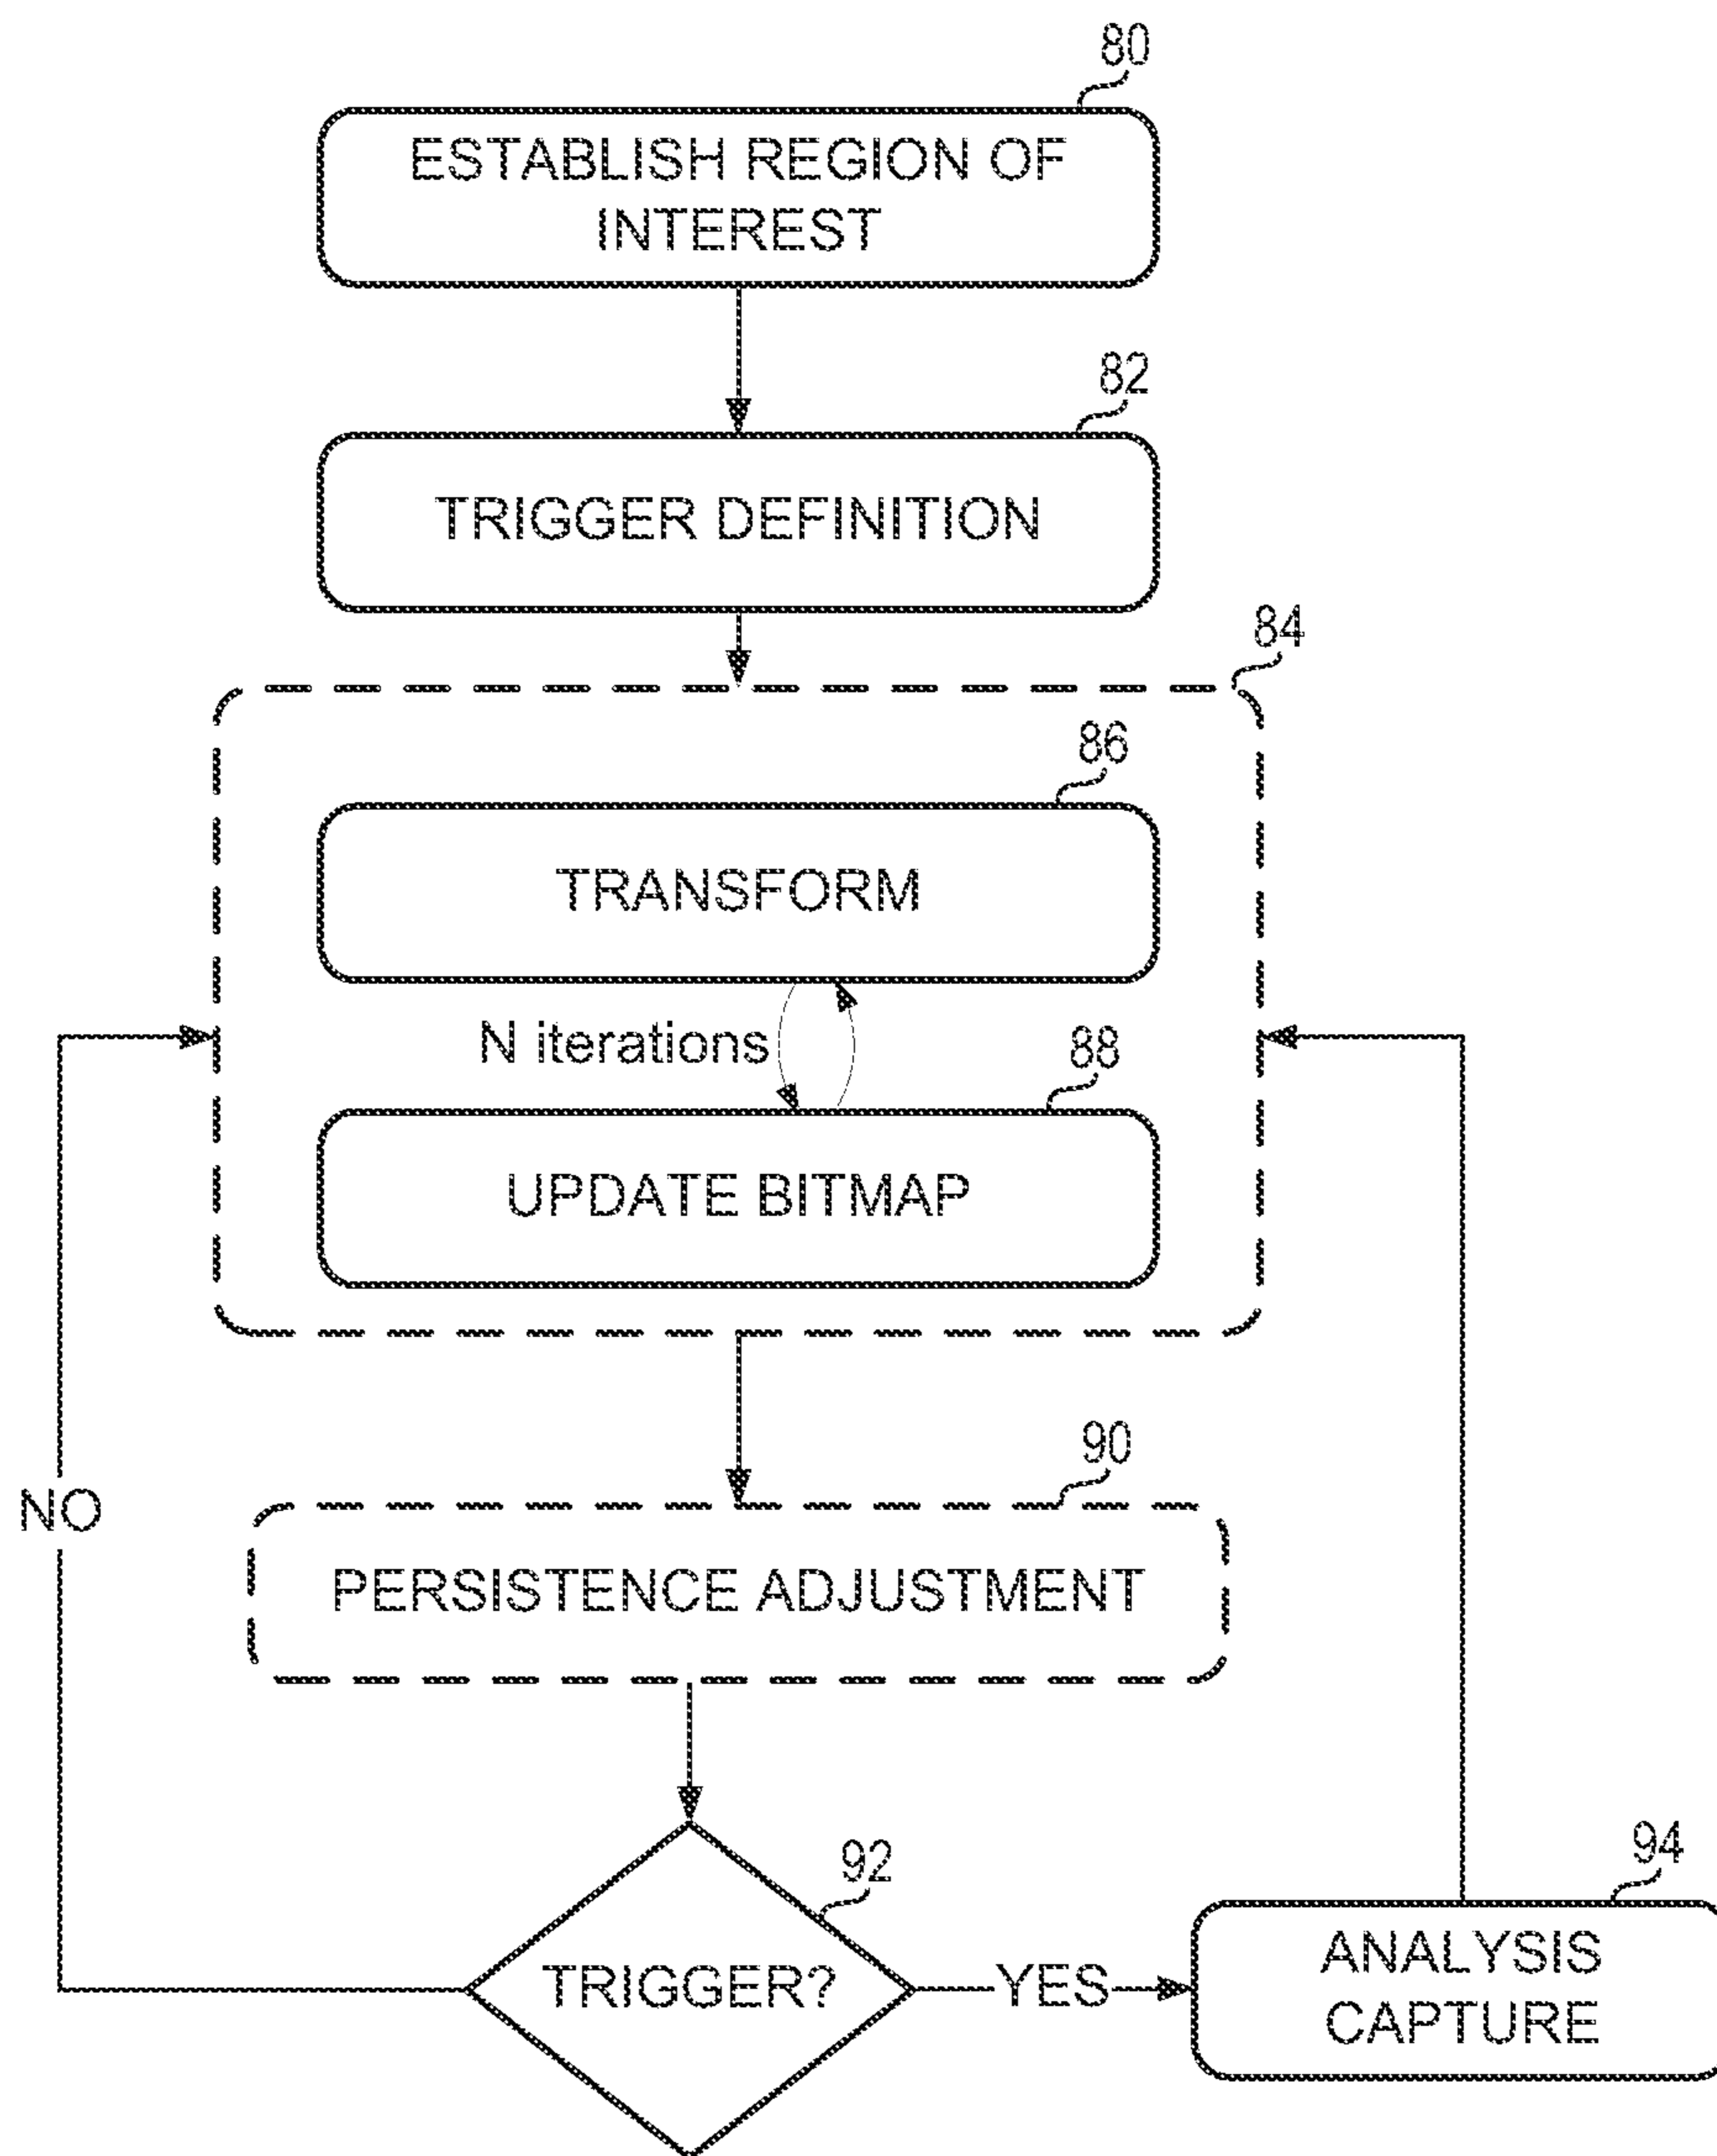 80
ESTABLISH REGION OF
INTEREST
82
TRIGGER DEFINITION
84
86
TRANSFORM
N iterations
88
UPDATE BITMAP
90
NO
PERSISTENCE ADJUSTMENT
92
94
TRIGGER?
YES
ANALYSIS
CAPTURE